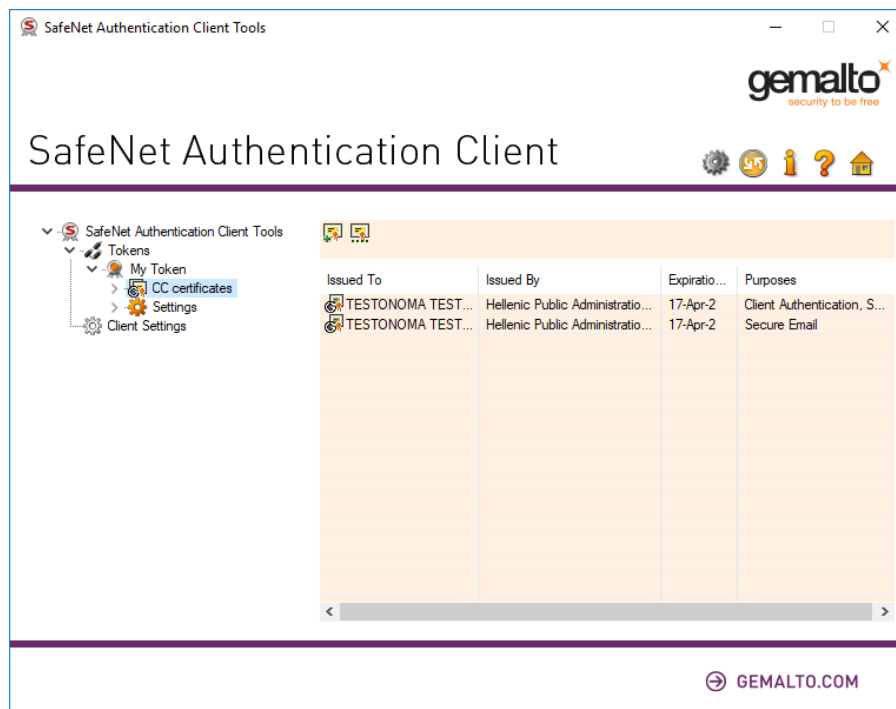 SafeNet Authentication Client Tools
gemalto
security to be free
SafeNet Authentication Client
SafeNet Authentication Client Tools
Tokens
My Token
CC certificates
Settings
Client Settings
Issued To Issued By Expiratio... Purposes
TESTONOMA TEST... Hellenic Public Administratio... 17-Apr-2 Client Authentication, S...
TESTONOMA TEST... Hellenic Public Administratio... 17-Apr-2 Secure Email
GEMALTO.COM